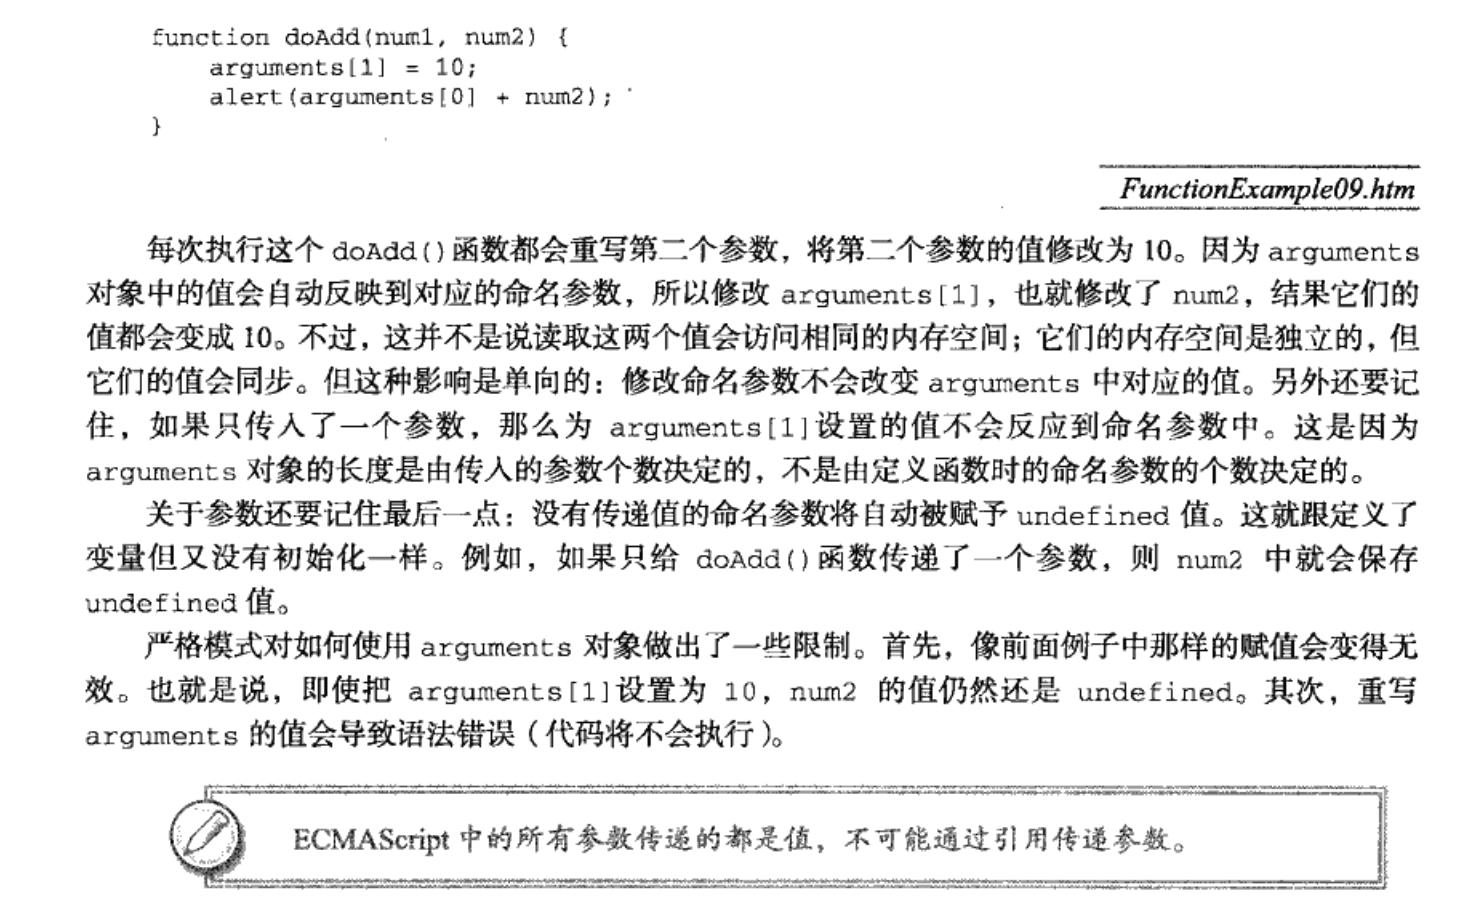 function doAdd(num1, num2) {
    arguments[1] = 10;
    alert(arguments[0] + num2);
}
FunctionExample09.htm
每次执行这个 doAdd()函数都会重写第二个参数，将第二个参数的值修改为 10。因为 arguments
对象中的值会自动反映到对应的命名参数，所以修改 arguments[1]，也就修改了 num2，结果它们的
值都会变成 10。不过，这并不是说读取这两个值会访问相同的内存空间；它们的内存空间是独立的，但
它们的值会同步。但这种影响是单向的：修改命名参数不会改变 arguments 中对应的值。另外还要记
住，如果只传入了一个参数，那么为 arguments[1]设置的值不会反应到命名参数中。这是因为
arguments 对象的长度是由传入的参数个数决定的，不是由定义函数时的命名参数的个数决定的。
关于参数还要记住最后一点：没有传递值的命名参数将自动被赋予 undefined 值。这就跟定义了
变量但又没有初始化一样。例如，如果只给 doAdd()函数传递了一个参数，则 num2 中就会保存
undefined 值。
严格模式对如何使用 arguments 对象做出了一些限制。首先，像前面例子中那样的赋值会变得无
效。也就是说，即使把 arguments[1]设置为 10，num2 的值仍然还是 undefined。其次，重写
arguments 的值会导致语法错误（代码将不会执行）。
ECMAScript 中的所有参数传递的都是值，不可能通过引用传递参数。